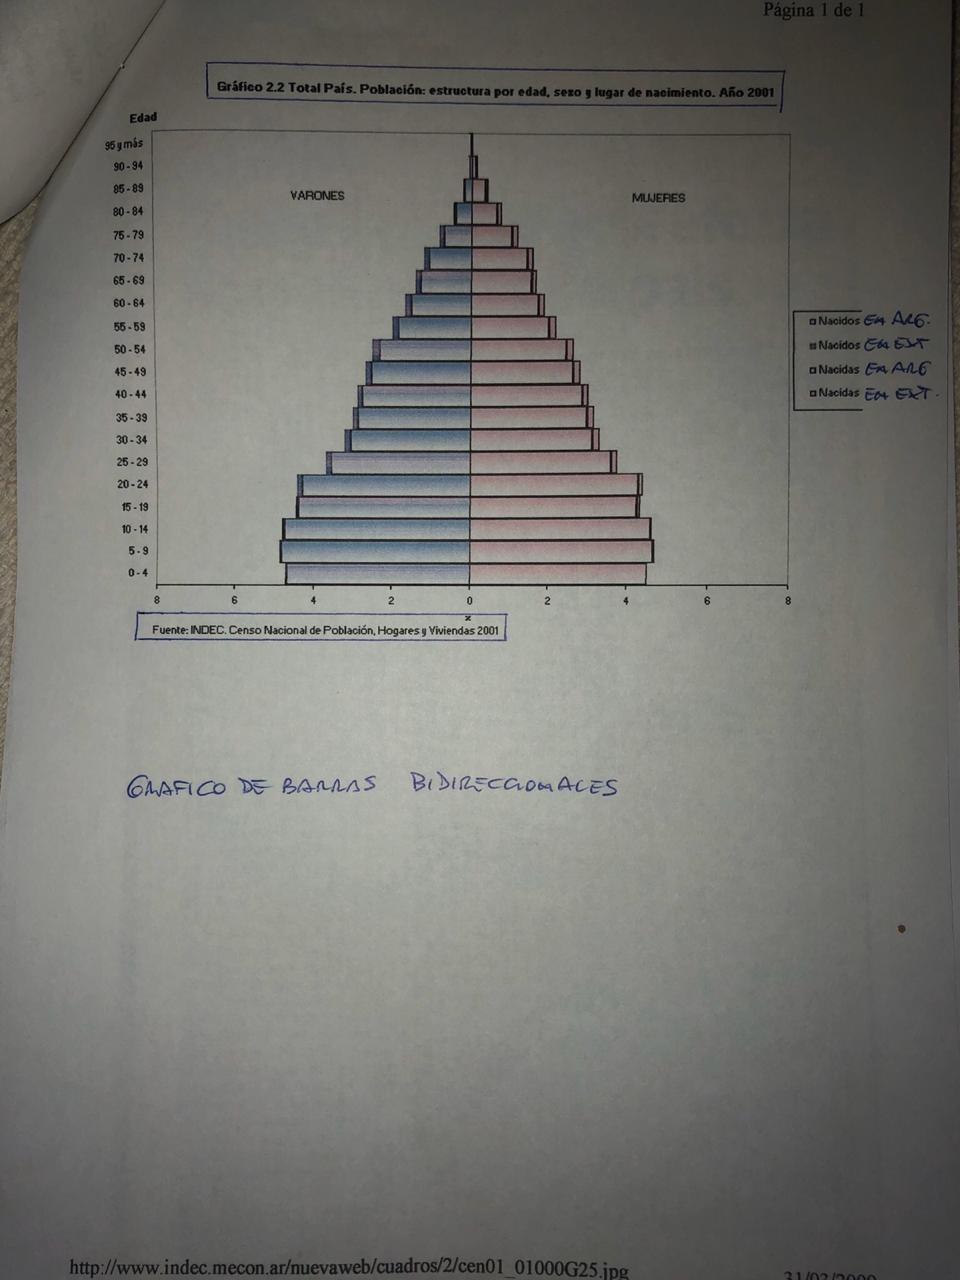 Página 1 de 1
Gráfico 2.2 Total País. Población: estructura por edad, sexo y lugar de nacimiento. Año 2001
Edad
95 y más
90 - 94
85 - 89
80 - 84
75 - 79
70 - 74
65 - 69
60 - 64
55 - 59
50 - 54
45 - 49
40 - 44
35 - 39
30 - 34
25 - 29
20 - 24
15 - 19
10 - 14
5 - 9
0 - 4
VARONES
MUJERES
Nacidos EN ARG.
Nacidos EN EXT
Nacidas EN ARG
Nacidas EN EXT.
8 6 4 2 0 2 4 6 8
%
Fuente: INDEC. Censo Nacional de Población, Hogares y Viviendas 2001
GRAFICO DE BARRAS BIDIRECCIONALES
http://www.indec.mecon.ar/nuevaweb/cuadros/2/cen01_01000G25.jpg